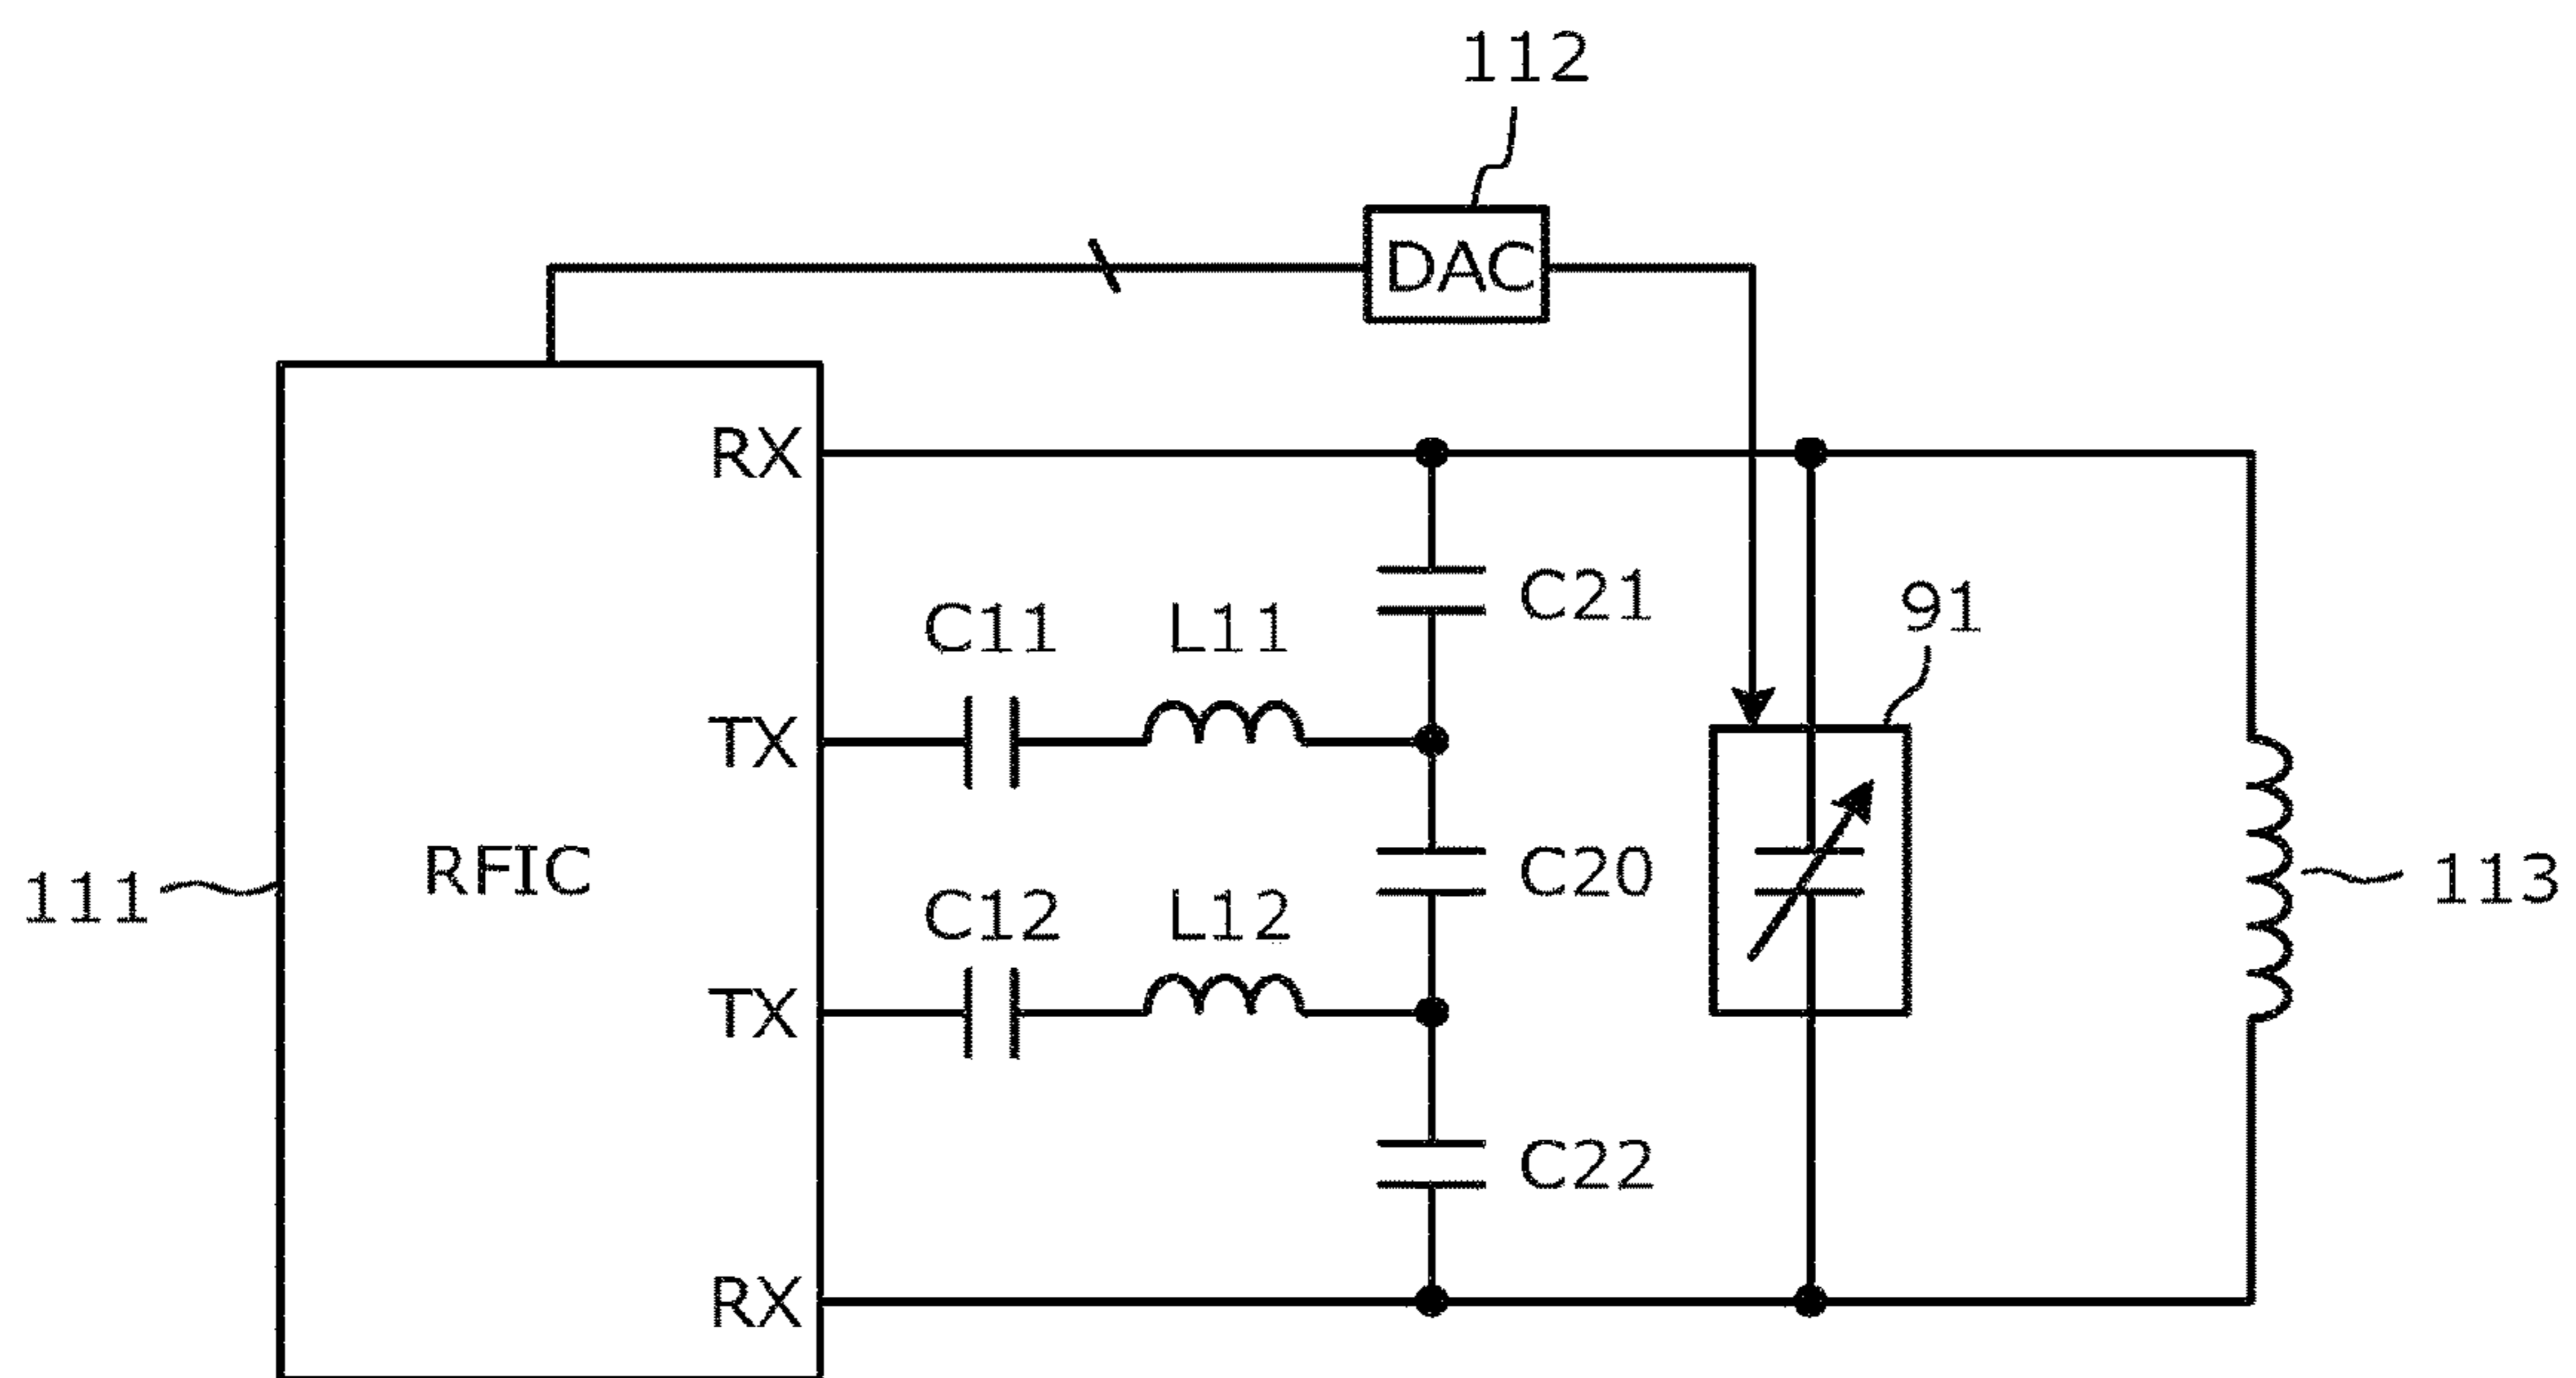 112
DAC
RX
C21
91
C11 L11
TX
RFIC
C20
111
113
C12 L12
TX
C22
RX